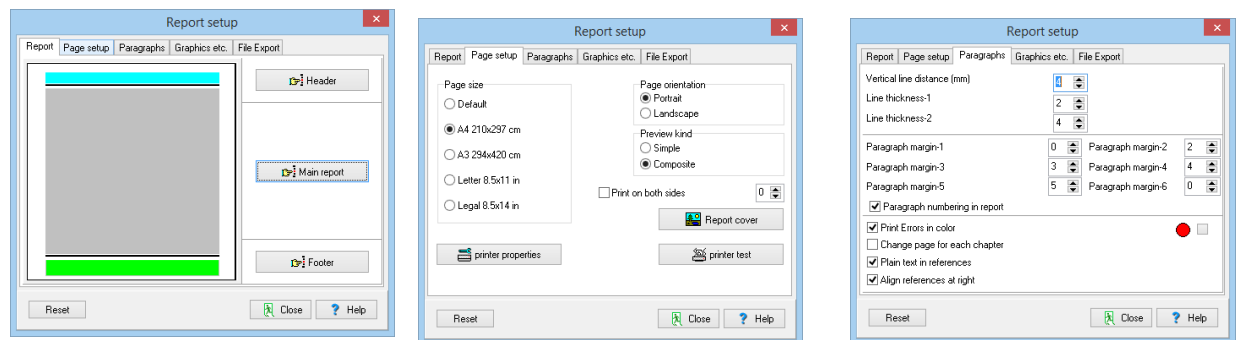 Report setup
Report Page setup Paragraphs Graphics etc. File Export
Header
Main report
Footer
Reset Close ? Help
Report setup
Report Page setup Paragraphs Graphics etc. File Export
Page size
Default
A4 210x297 cm
A3 294x420 cm
Letter 8.5x11 in
Legal 8.5x14 in
Page orientation
Portrait
Landscape
Preview kind
Simple
Composite
Print on both sides 0
Report cover
printer properties printer test
Reset Close ? Help
Report setup
Report Page setup Paragraphs Graphics etc. File Export
Vertical line distance (mm) 4
Line thickness-1 2
Line thickness-2 4
Paragraph margin-1 0 Paragraph margin-2 2
Paragraph margin-3 3 Paragraph margin-4 4
Paragraph margin-5 5 Paragraph margin-6 0
Paragraph numbering in report
Print Errors in color
Change page for each chapter
Plain text in references
Align references at right
Reset Close ? Help